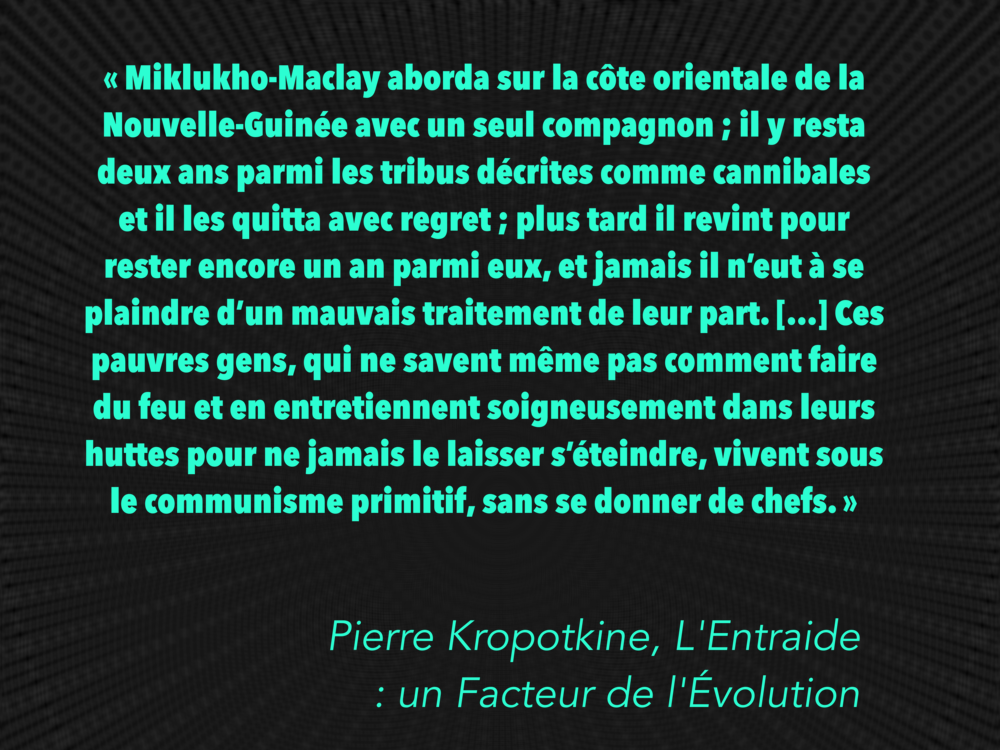 « Miklukho-Maclay aborda sur la côte orientale de la
Nouvelle-Guinée avec un seul compagnon ; il y resta
deux ans parmi les tribus décrites comme cannibales
et il les quitta avec regret ; plus tard il revint pour
rester encore un an parmi eux, et jamais il n’eut à se
plaindre d’un mauvais traitement de leur part. […] Ces
pauvres gens, qui ne savent même pas comment faire
du feu et en entretiennent soigneusement dans leurs
huttes pour ne jamais le laisser s’éteindre, vivent sous
le communisme primitif, sans se donner de chefs. »
Pierre Kropotkine, L'Entraide
: un Facteur de l'Évolution